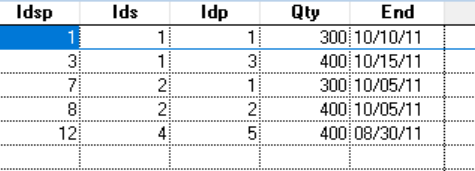 Idsp Ids Idp Qty End
1 1 1 300 10/10/11
3 1 3 400 10/15/11
7 2 1 300 10/05/11
8 2 2 400 10/05/11
12 4 5 400 08/30/11